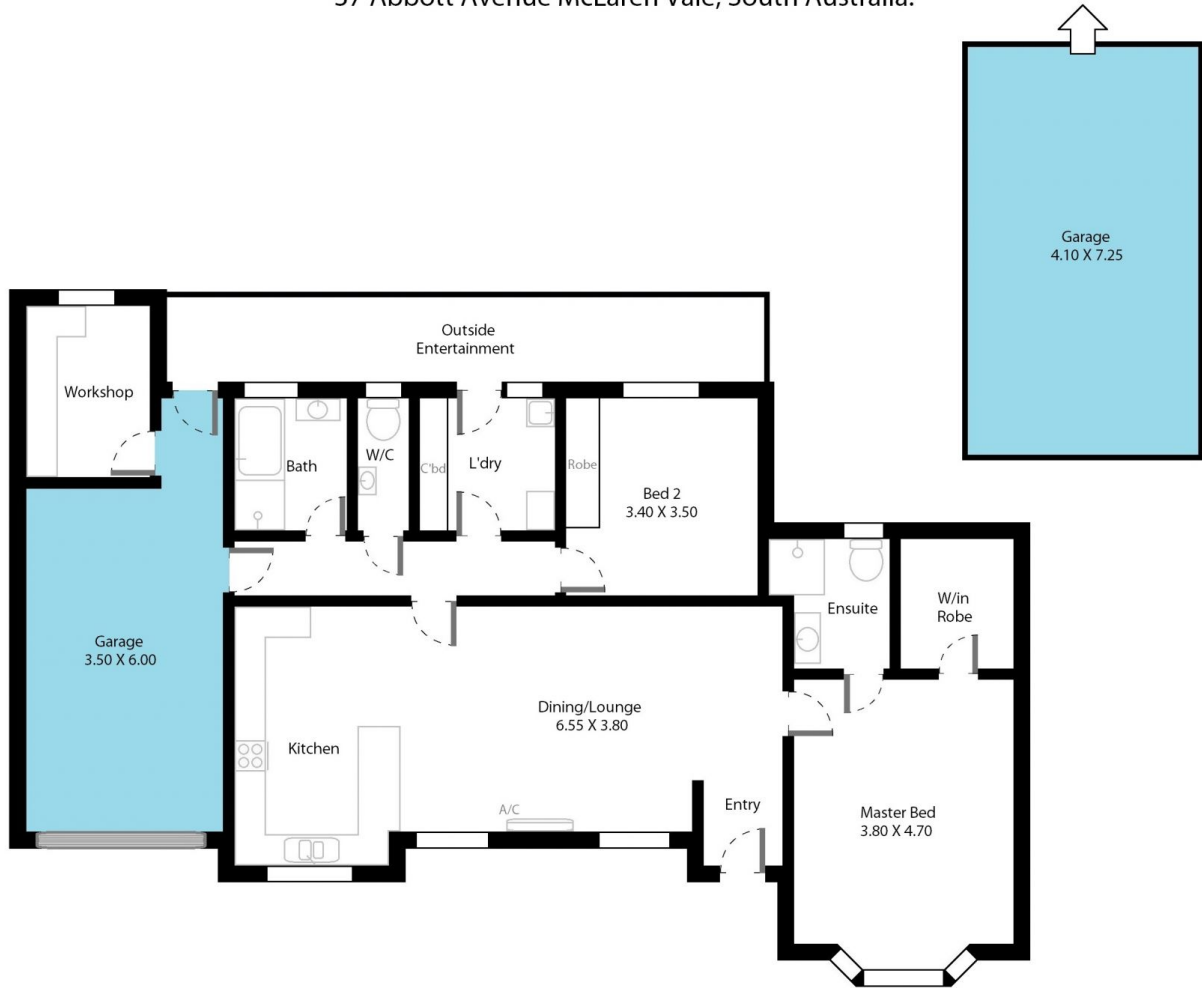 37 Abbott Avenue McLaren Vale, South Australia.
Garage
4.10 X 7.25
Outside
Entertainment
Workshop
Bath
W/C
C'bd
L'dry
Robe
Bed 2
3.40 X 3.50
Ensuite
W/in
Robe
Garage
3.50 X 6.00
Dining/Lounge
6.55 X 3.80
Kitchen
A/C
Entry
Master Bed
3.80 X 4.70